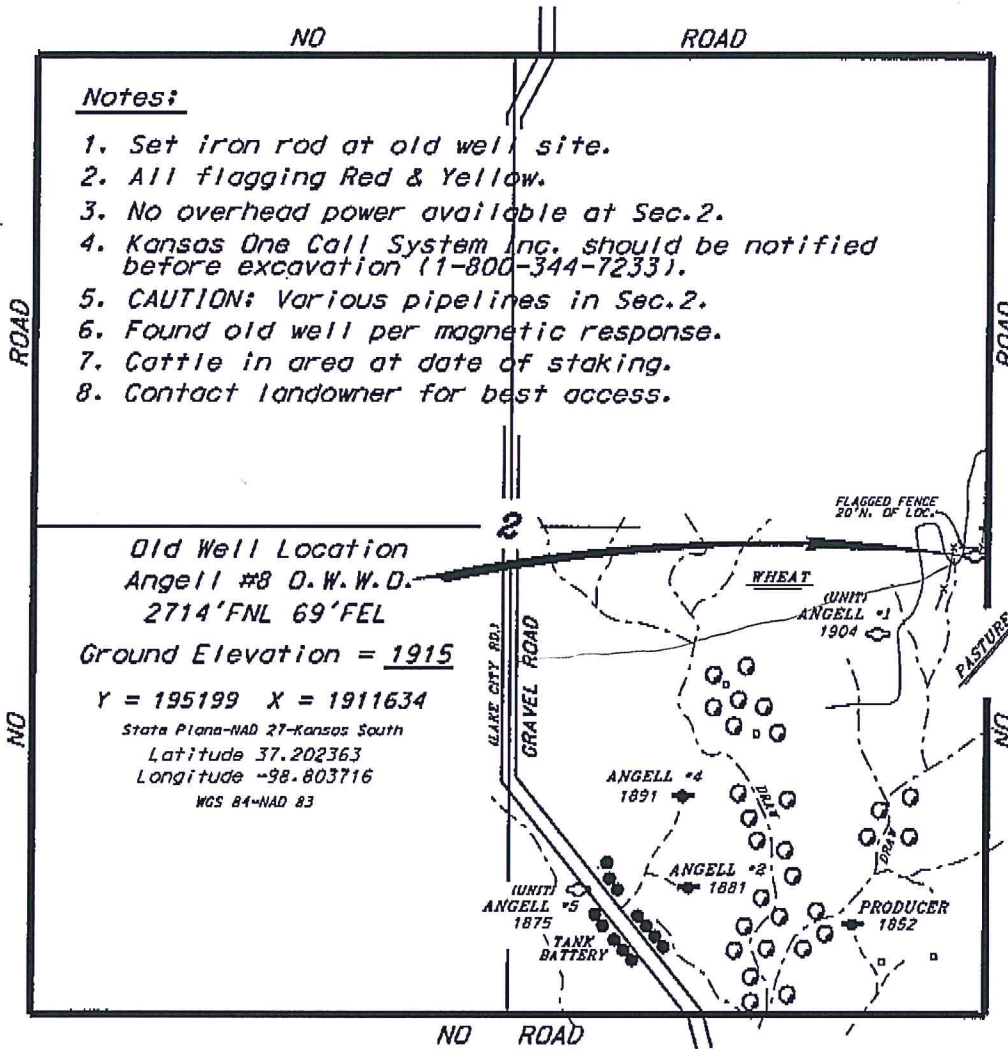 NO ROAD
Notes:
1. Set iron rod at old well site.
2. All flagging Red & Yellow.
3. No overhead power available at Sec.2.
4. Kansas One Call System Inc. should be notified
before excavation (1-800-344-7233).
5. CAUTION: Various pipelines in Sec.2.
6. Found old well per magnetic response.
7. Cattle in area at date of staking.
8. Contact landowner for best access.
NO ROAD
NO ROAD
2
FLAGGED FENCE
20'N. OF LOC.
Old Well Location
Angell #8 O.W.W.O.
2714'FNL 69'FEL
Ground Elevation = 1915
Y = 195199 X = 1911634
State Plane-NAD 27-Kansas South
Latitude 37.202363
Longitude -98.803716
WGS 84-NAD 83
(LAKE CITY RD.)
GRAVEL ROAD
WHEAT
(UNIT)
ANGELL #1
1904
PASTURE
ANGELL #4
1891
DRAW
DRAW
ANGELL #2
1881
(UNIT)
ANGELL #5
1875
TANK
BATTERY
PRODUCER
1852
NO ROAD